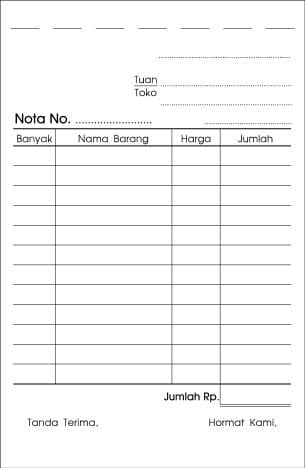 Tuan
Toko
Nota No. ..........................
Banyak Nama Barang Harga Jumlah
Jumlah Rp.
Tanda Terima, Hormat Kami,